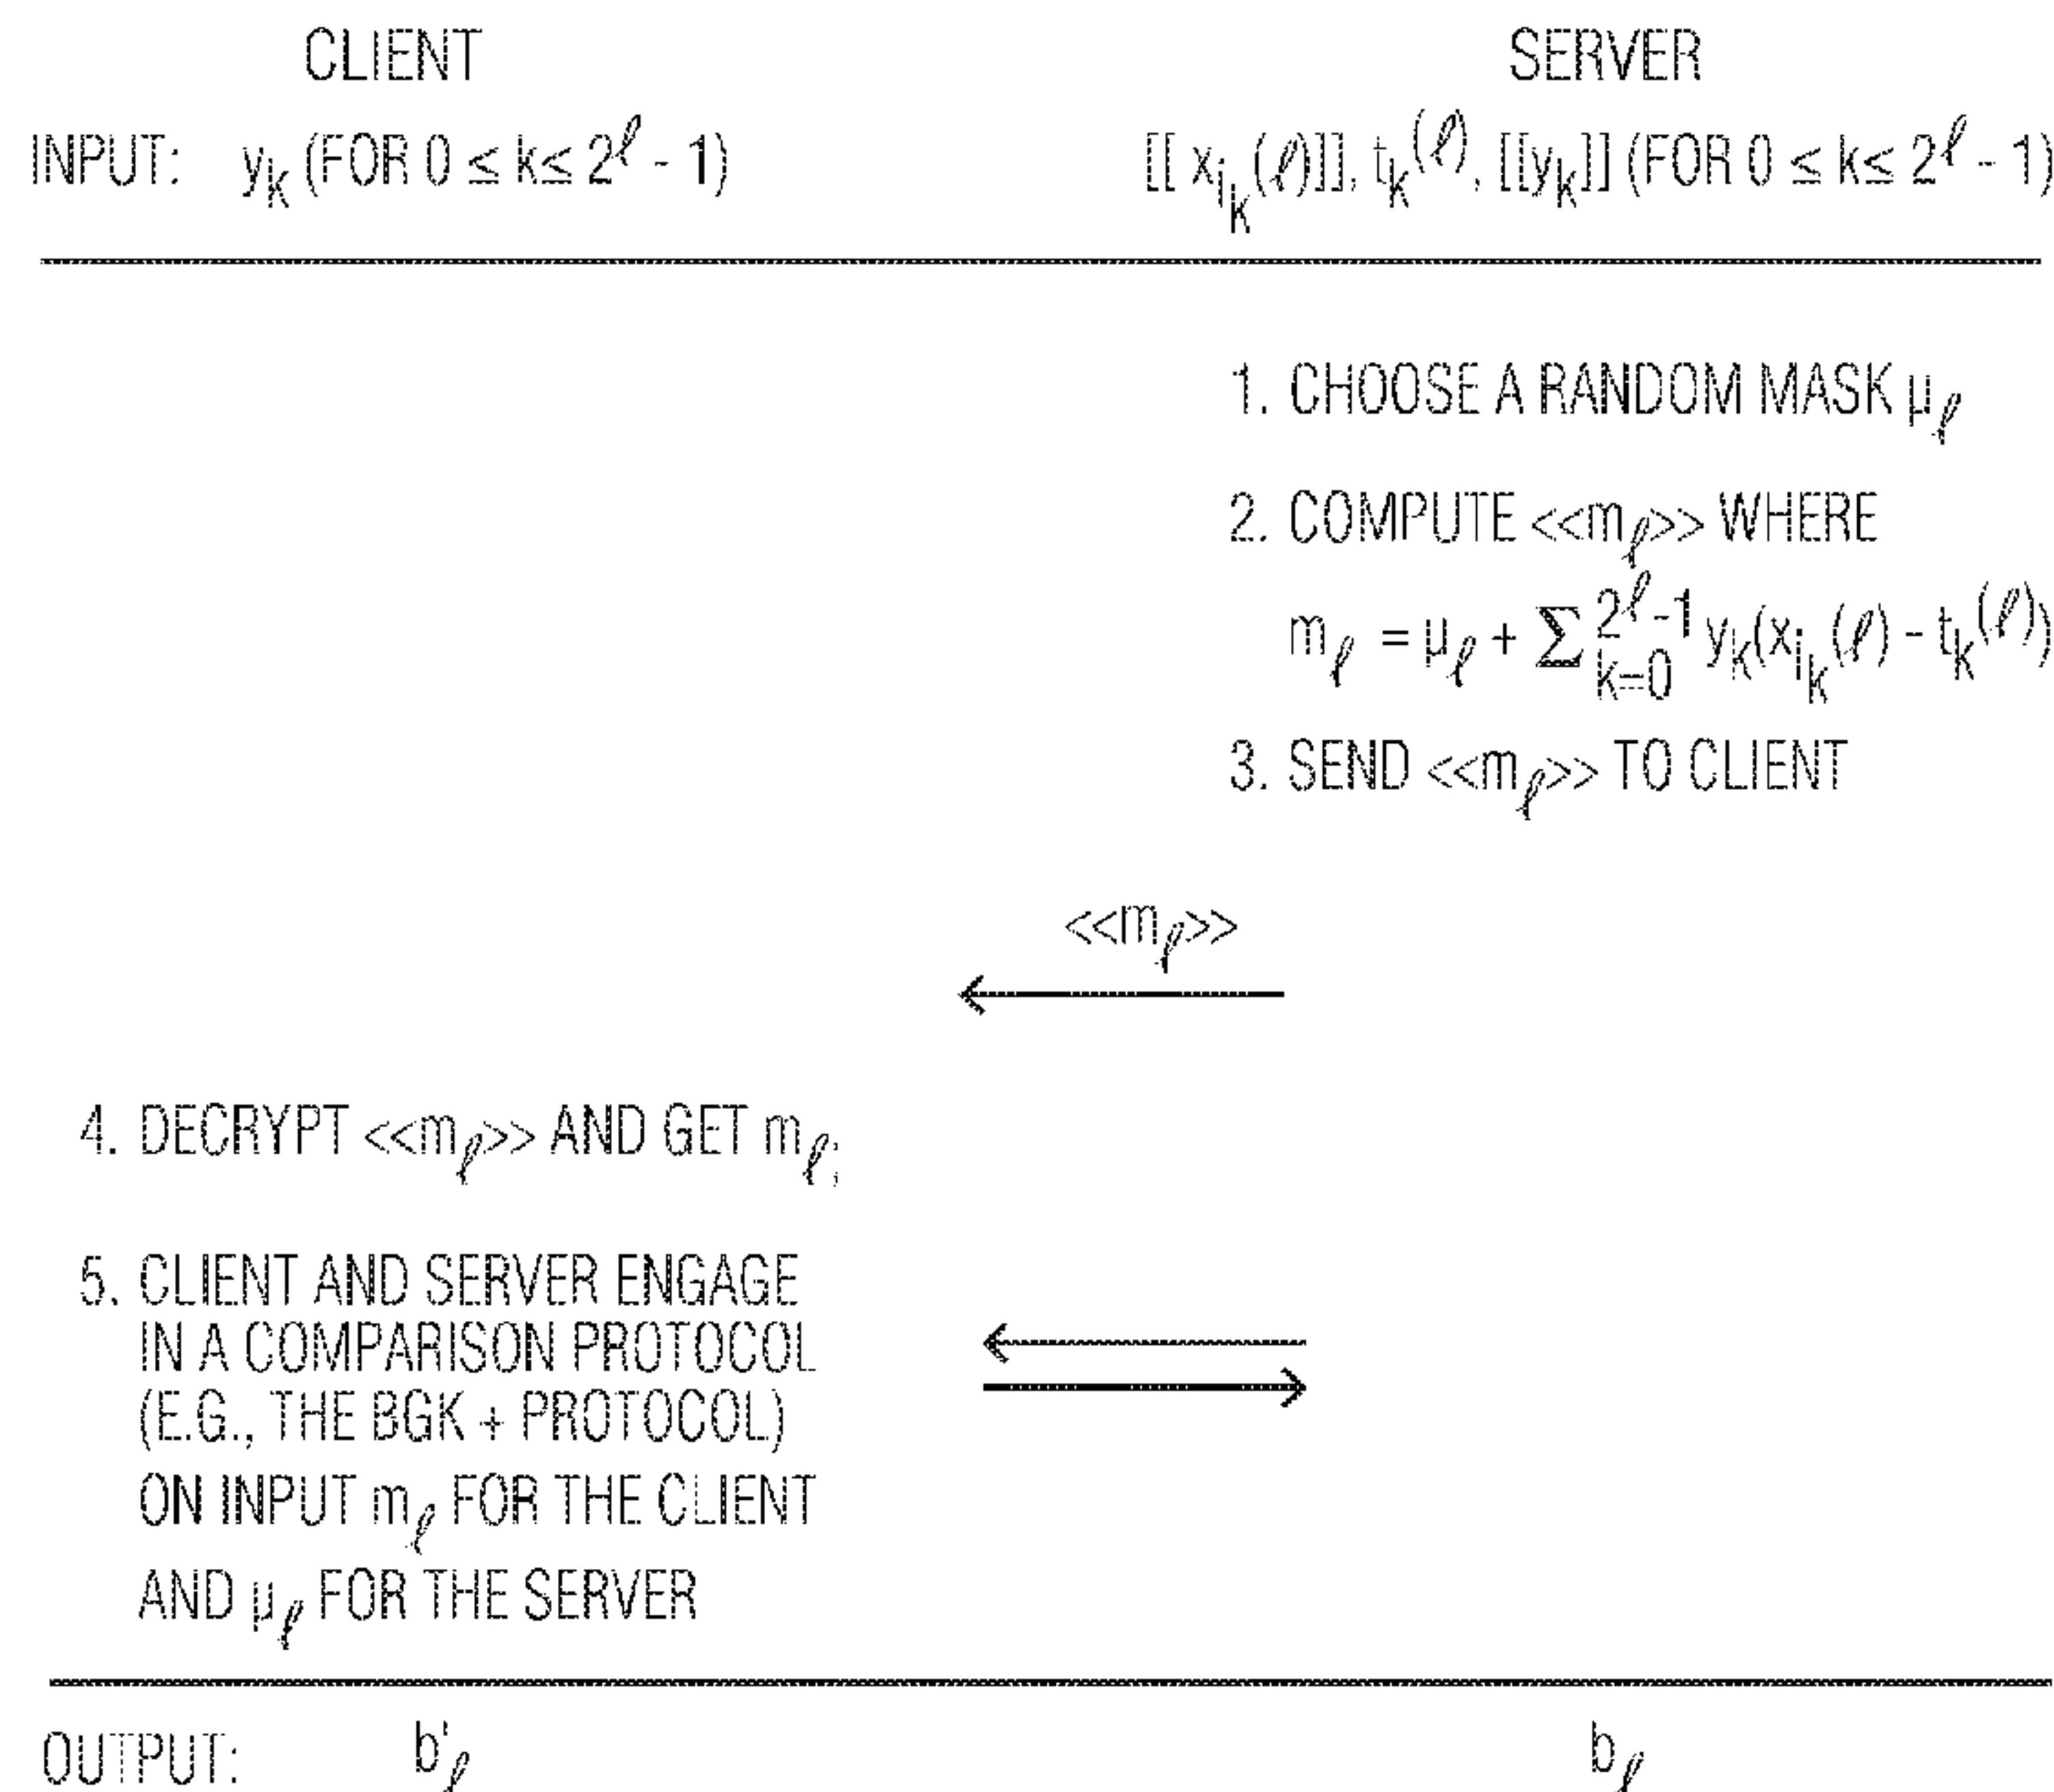 CLIENT SERVER
INPUT: yₖ (FOR 0 ≤ k ≤ 2^ℓ - 1) [[ x_{i_k}(ℓ)]], t_k^(ℓ), [[y_k]] (FOR 0 ≤ k ≤ 2^ℓ - 1)
1. CHOOSE A RANDOM MASK μ_ℓ
2. COMPUTE <<m_ℓ>> WHERE
m_ℓ = μ_ℓ + Σ_{k=0}^{2^ℓ-1} y_k(x_{i_k}(ℓ) - t_k^(ℓ))
3. SEND <<m_ℓ>> TO CLIENT
<<m_ℓ>>
4. DECRYPT <<m_ℓ>> AND GET m_ℓ;
5. CLIENT AND SERVER ENGAGE
IN A COMPARISON PROTOCOL
(E.G., THE BGK + PROTOCOL)
ON INPUT m_ℓ FOR THE CLIENT
AND μ_ℓ FOR THE SERVER
OUTPUT: b'_ℓ b_ℓ